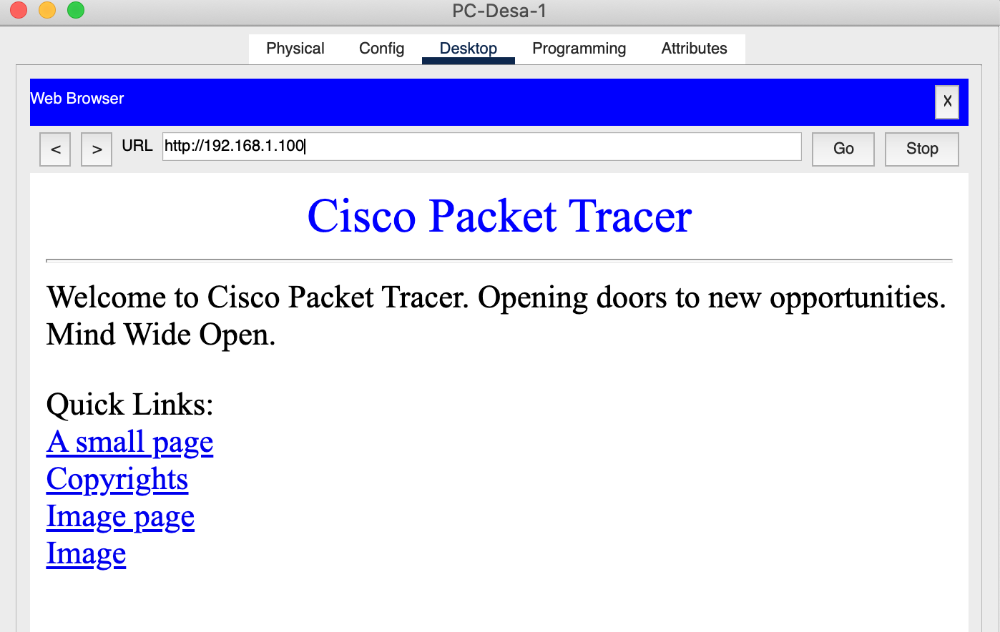 PC-Desa-1
Physical Config Desktop Programming Attributes
Web Browser X
< > URL http://192.168.1.100 Go Stop
Cisco Packet Tracer
Welcome to Cisco Packet Tracer. Opening doors to new opportunities.
Mind Wide Open.
Quick Links:
A small page
Copyrights
Image page
Image